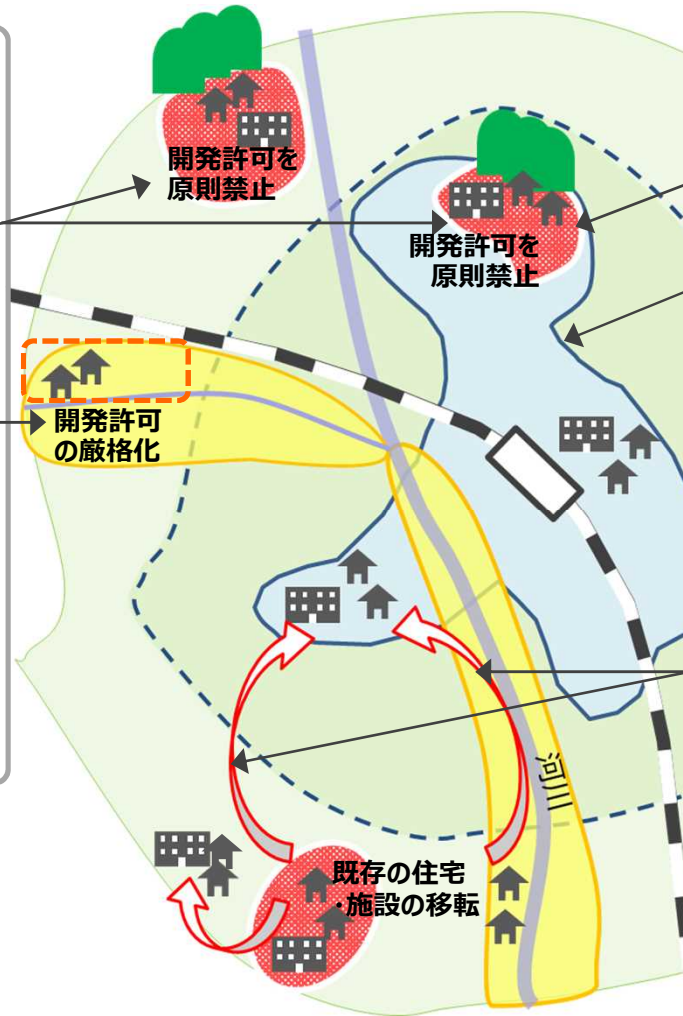 開発許可を
原則禁止
開発許可を
原則禁止
開発許可
の厳格化
河川
既存の住宅
・施設の移転